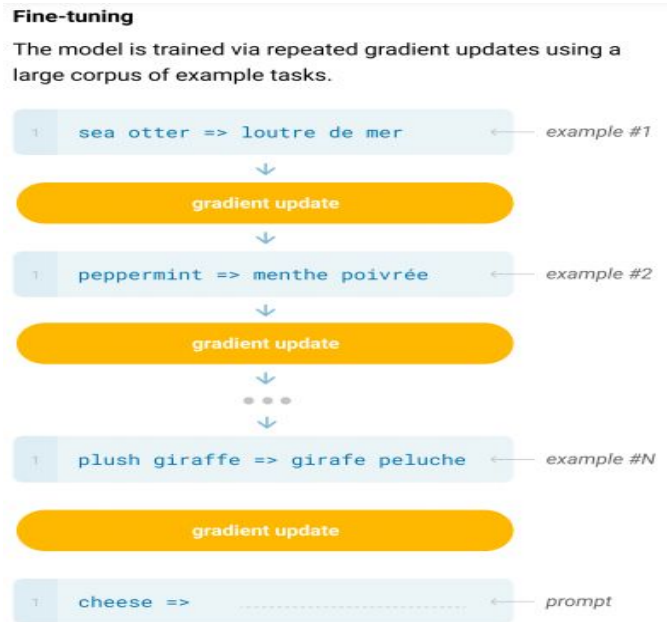 Fine-tuning
The model is trained via repeated gradient updates using a
large corpus of example tasks.
1 sea otter => loutre de mer example #1
gradient update
1 peppermint => menthe poivrée example #2
gradient update
1 plush giraffe => girafe peluche example #N
gradient update
1 cheese => prompt